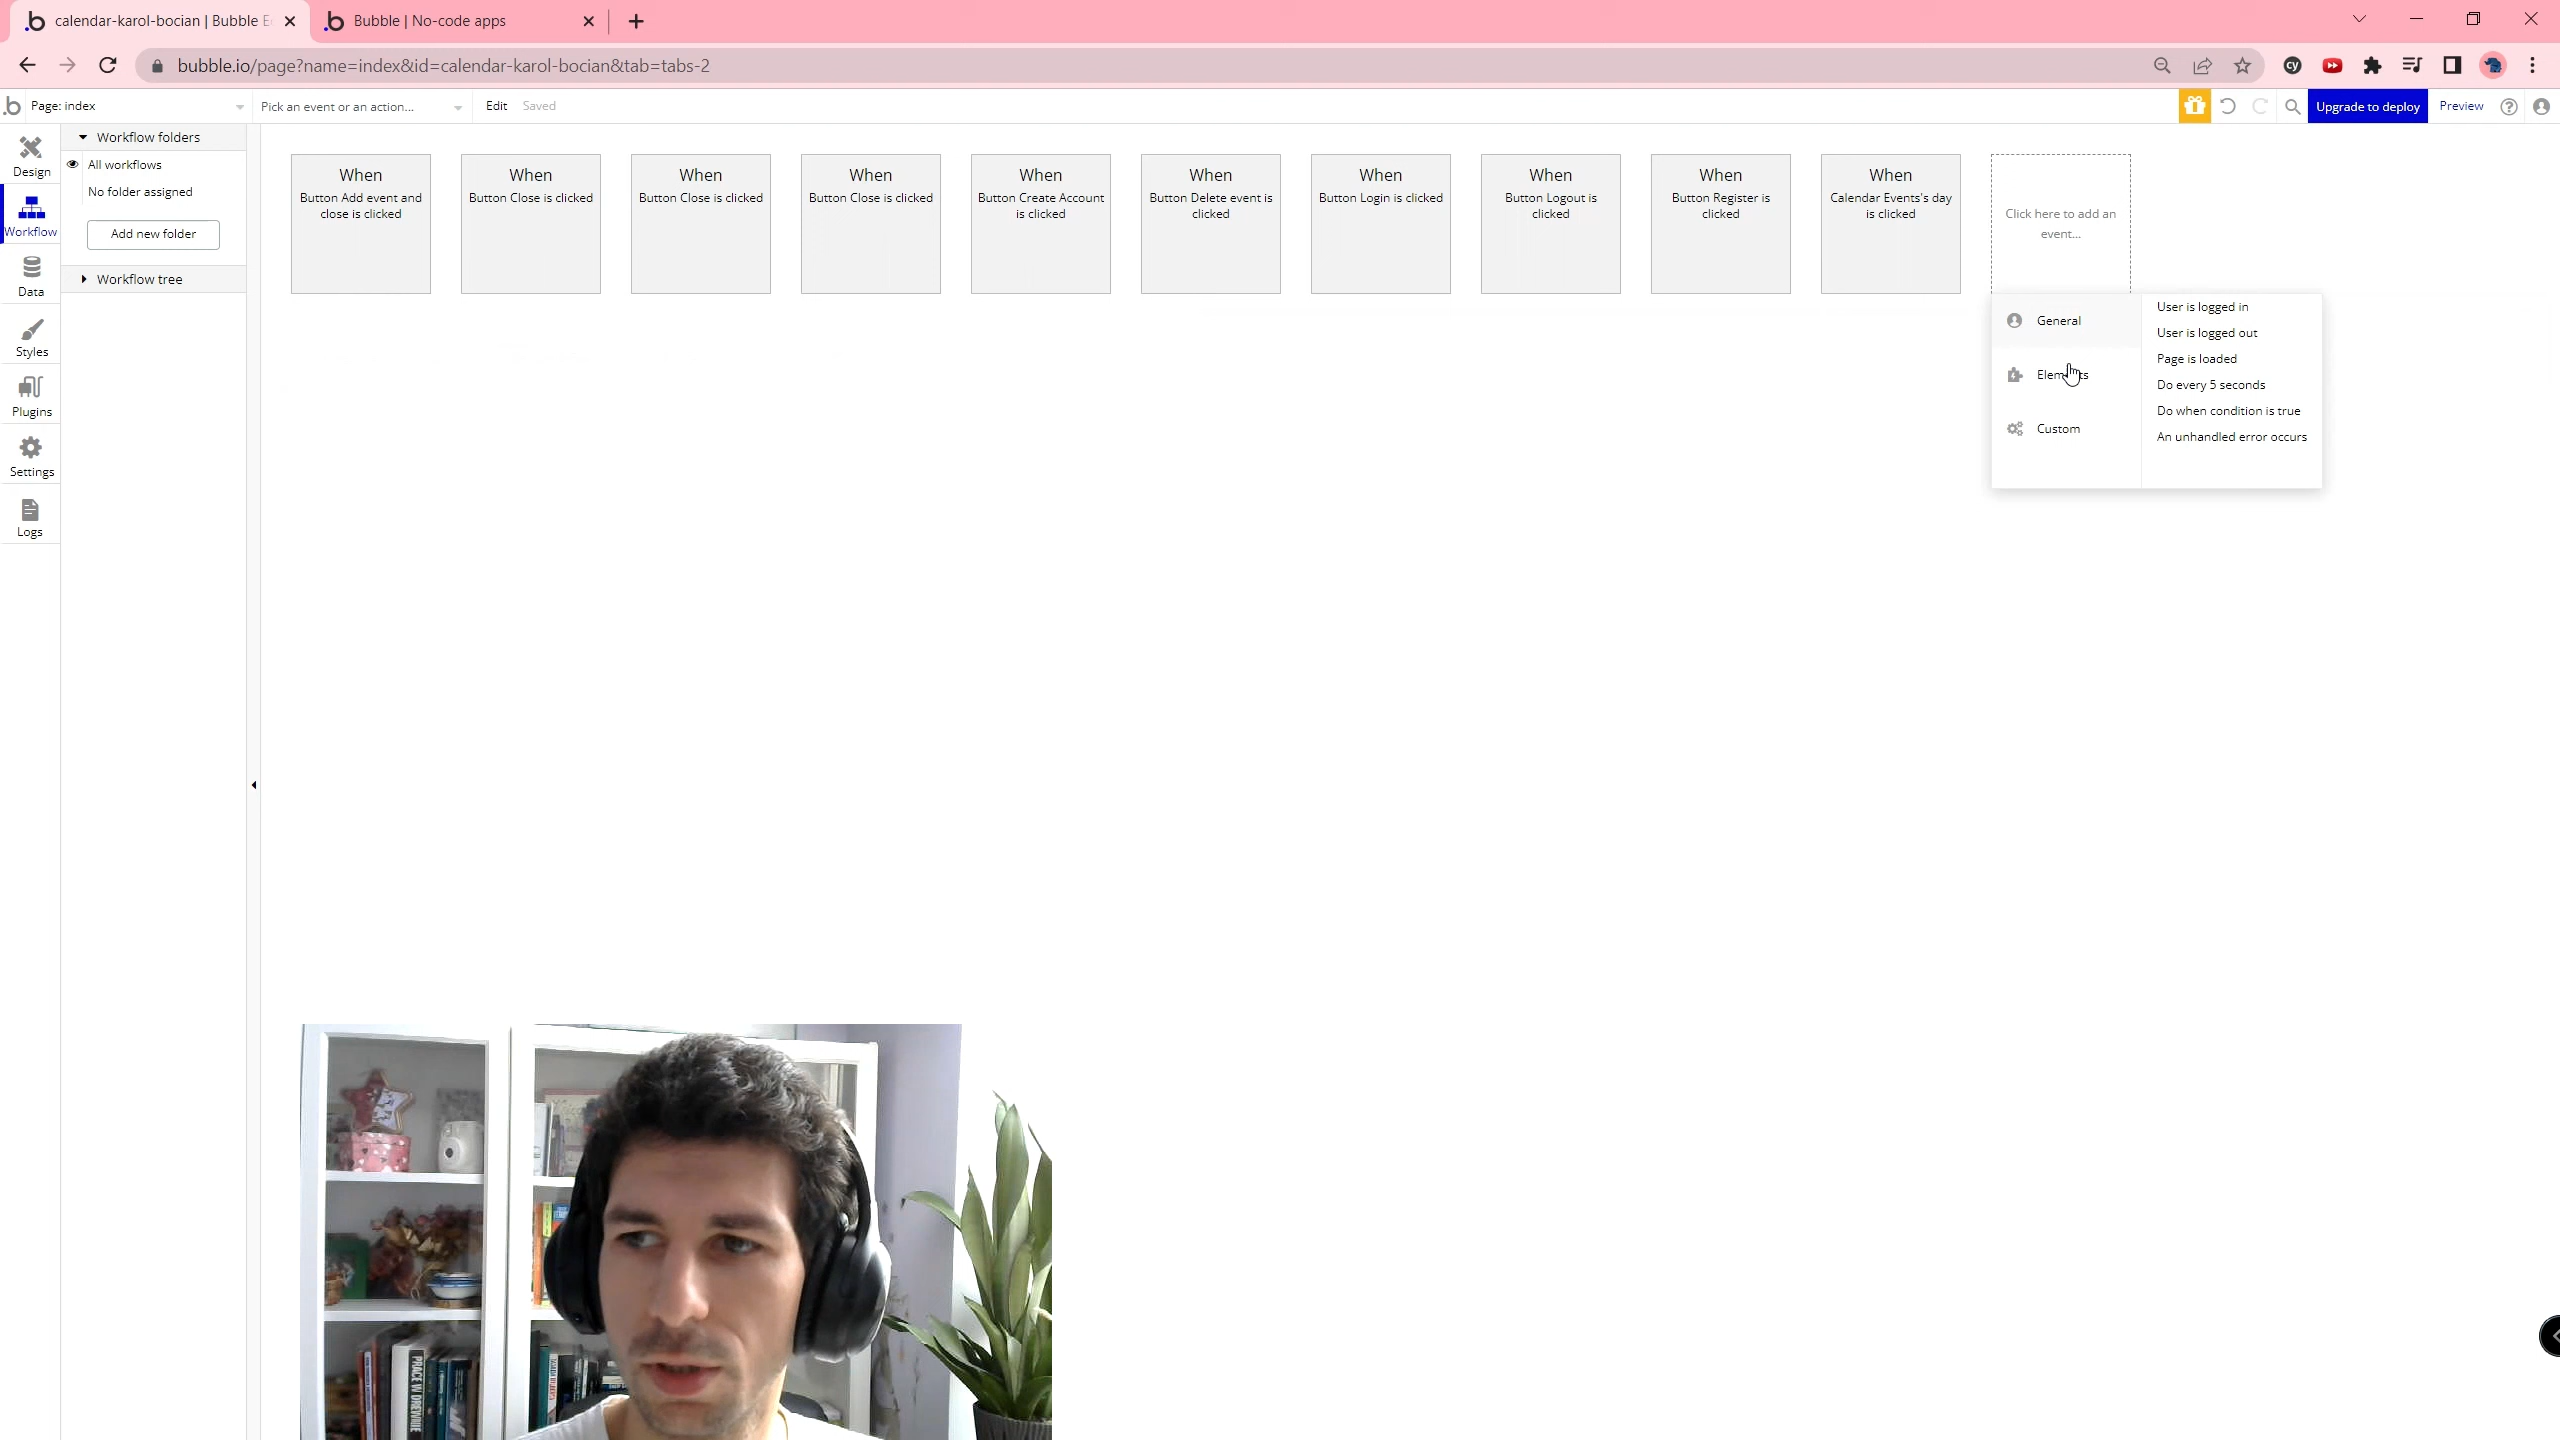 calendar-karol-bocian | Bubble E
Bubble | No-code apps
bubble.io/page?name=index&id=calendar-karol-bocian&tab=tabs-2
Page: index
Pick an event or an action...
Edit
Saved
Upgrade to deploy
Preview
Design
Workflow
Data
Styles
Plugins
Settings
Logs
Workflow folders
All workflows
No folder assigned
Add new folder
Workflow tree
When
Button Add event and
close is clicked
When
Button Close is clicked
When
Button Close is clicked
When
Button Close is clicked
When
Button Create Account
is clicked
When
Button Delete event is
clicked
When
Button Login is clicked
When
Button Logout is
clicked
When
Button Register is
clicked
When
Calendar Events's day
is clicked
Click here to add an
event...
General
Elements
Custom
User is logged in
User is logged out
Page is loaded
Do every 5 seconds
Do when condition is true
An unhandled error occurs
PRACE W DREWNIE